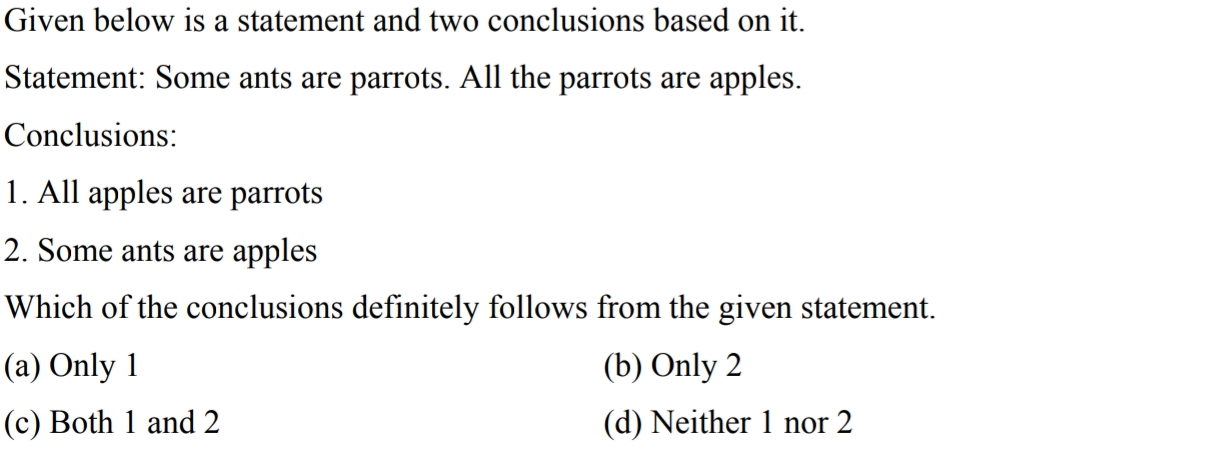 Given below is a statement and two conclusions based on it.
Statement: Some ants are parrots. All the parrots are apples.
Conclusions:
1. All apples are parrots
2. Some ants are apples
Which of the conclusions definitely follows from the given statement.
(a) Only 1 (b) Only 2
(c) Both 1 and 2 (d) Neither 1 nor 2